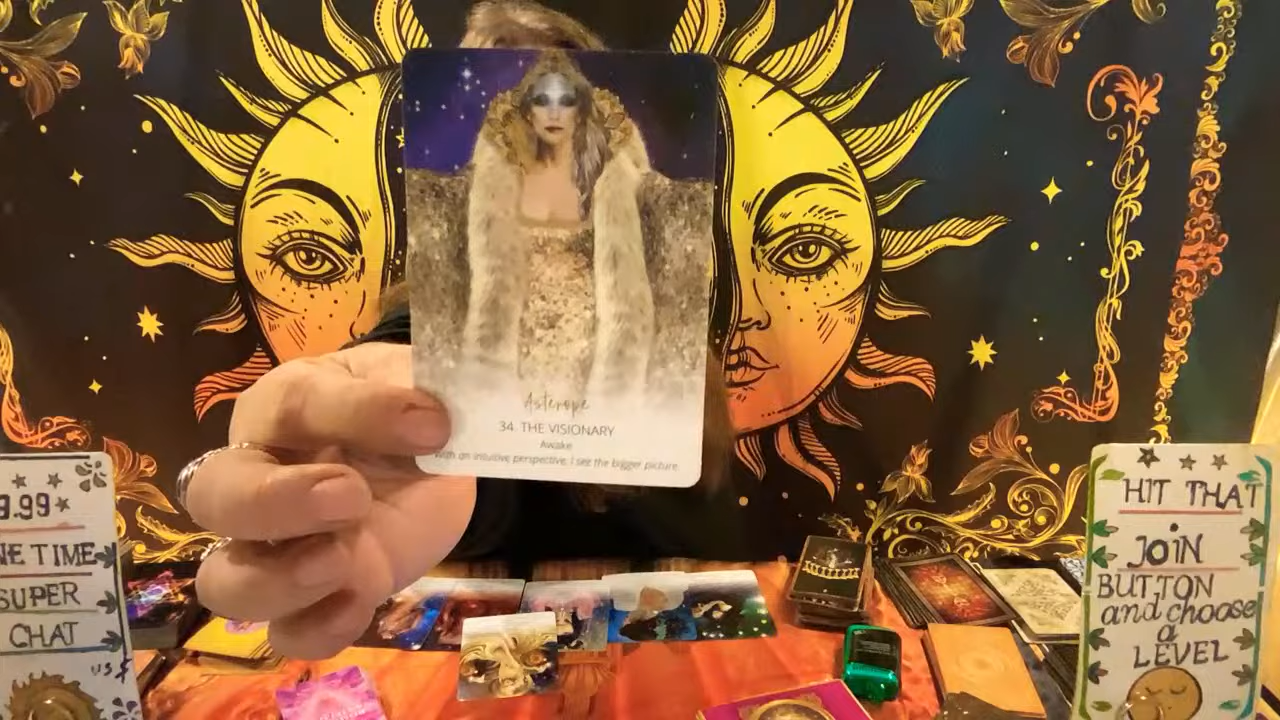 9.99
NE TIME
SUPER
CHAT
US$
Asterope
34. THE VISIONARY
Awake
With an intuitive perspective, I see the bigger picture.
HIT THAT
JOIN
BUTTON
and choose
a
LEVEL